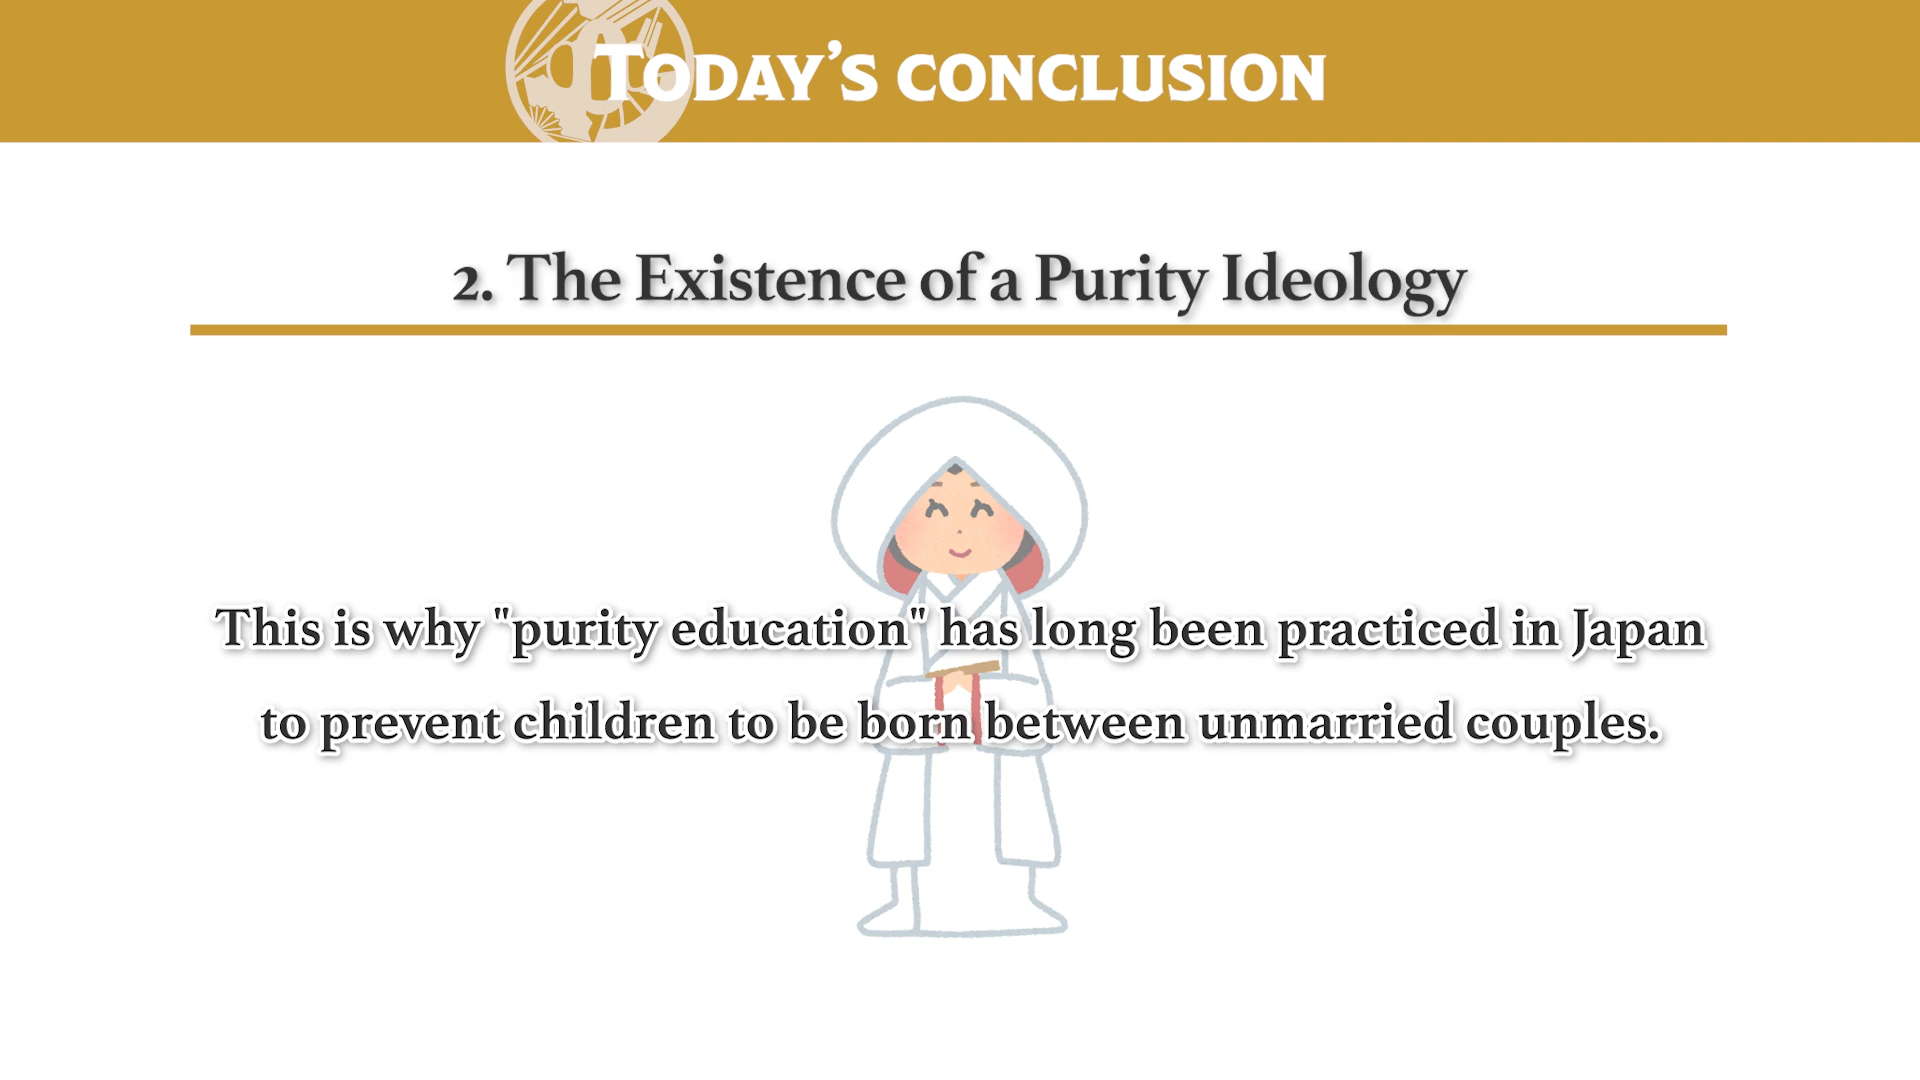 Today's conclusion
2. The Existence of a Purity Ideology
This is why "purity education" has long been practiced in Japan
to prevent children to be born between unmarried couples.